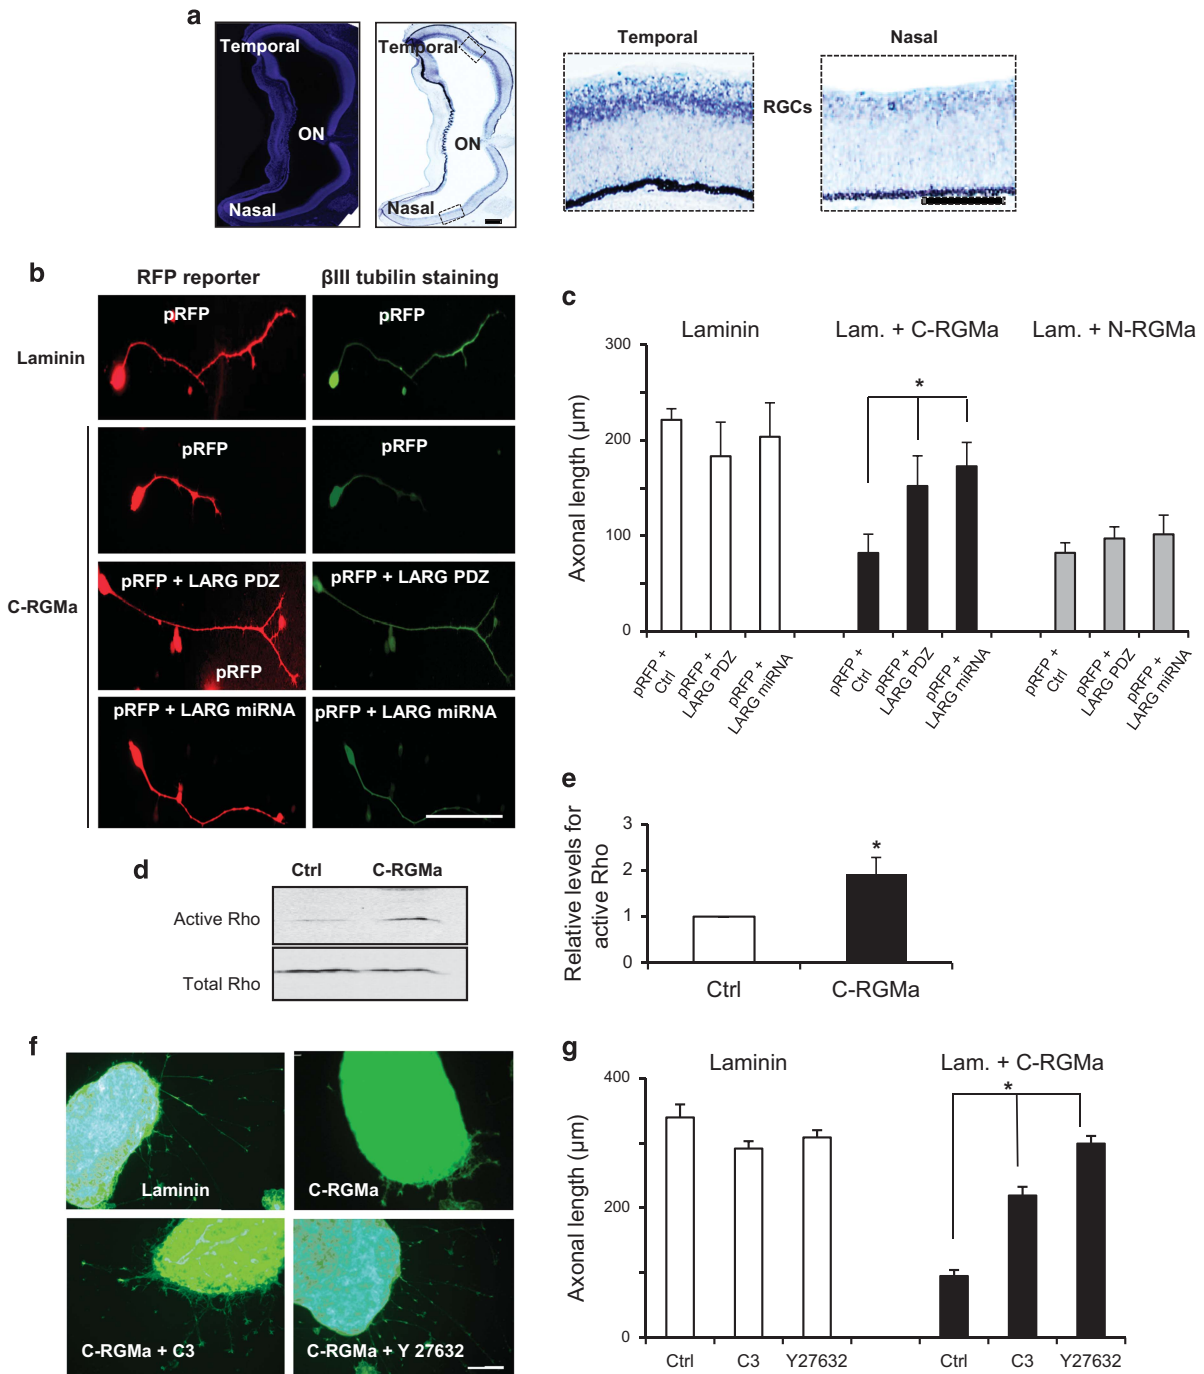 a
Temporal
ON
Nasal
Temporal
ON
Nasal
Temporal
RGCs
Nasal
b
RFP reporter
βIII tubilin staining
Laminin
pRFP
pRFP
C-RGMa
pRFP
pRFP
pRFP + LARG PDZ
pRFP
pRFP + LARG PDZ
pRFP + LARG miRNA
pRFP + LARG miRNA
c
Laminin
Lam. + C-RGMa
Lam. + N-RGMa
Axonal length (µm)
300
200
100
0
*
pRFP +
Ctrl
pRFP +
LARG PDZ
pRFP +
LARG miRNA
pRFP +
Ctrl
pRFP +
LARG PDZ
pRFP +
LARG miRNA
pRFP +
Ctrl
pRFP +
LARG PDZ
pRFP +
LARG miRNA
d
Ctrl
C-RGMa
Active Rho
Total Rho
e
Relative levels for
active Rho
3
2
1
0
*
Ctrl
C-RGMa
f
Laminin
C-RGMa
C-RGMa + C3
C-RGMa + Y 27632
g
Laminin
Lam. + C-RGMa
Axonal length (µm)
400
200
0
*
Ctrl
C3
Y27632
Ctrl
C3
Y27632